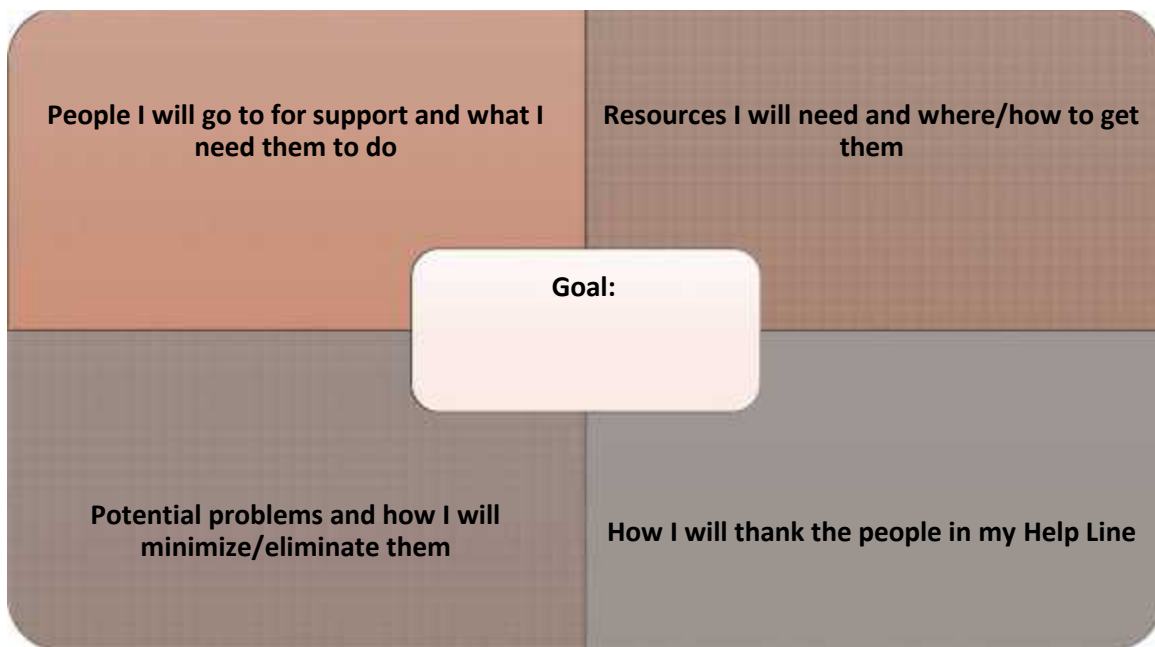 People I will go to for support and what I
need them to do
Resources I will need and where/how to get
them
Goal:
Potential problems and how I will
minimize/eliminate them
How I will thank the people in my Help Line